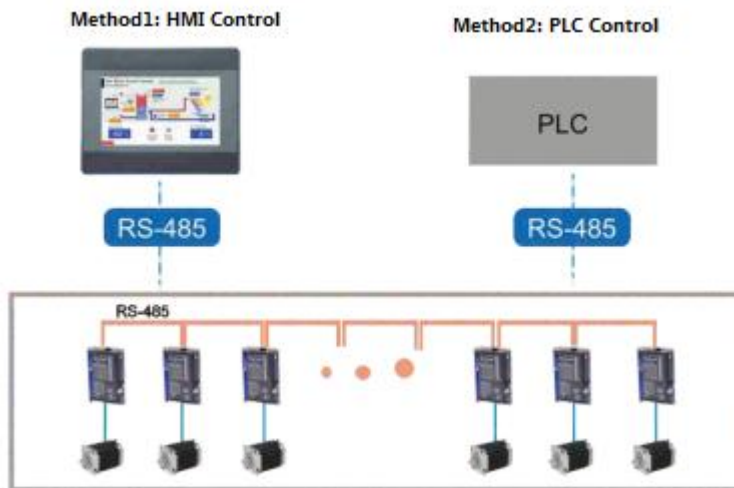 Method1: HMI Control
Method2: PLC Control
PLC
RS-485
RS-485
RS-485